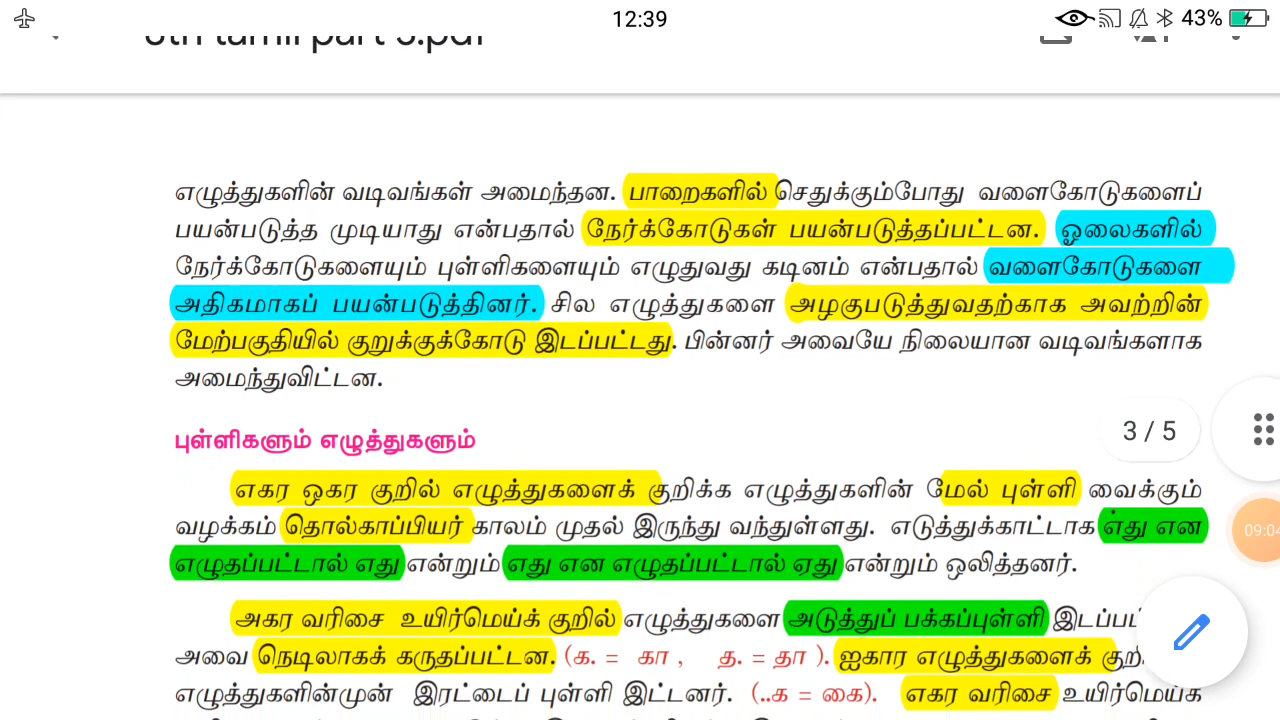 12:39
43%
எழுத்துகளின் வடிவங்கள் அமைந்தன. பாறைகளில் செதுக்கும்போது வளைகோடுகளைப்
பயன்படுத்த முடியாது என்பதால் நேர்க்கோடுகள் பயன்படுத்தப்பட்டன. ஓலைகளில்
நேர்க்கோடுகளையும் புள்ளிகளையும் எழுதுவது கடினம் என்பதால் வளைகோடுகளை
அதிகமாகப் பயன்படுத்தினர். சில எழுத்துகளை அழகுபடுத்துவதற்காக அவற்றின்
மேற்பகுதியில் குறுக்குக்கோடு இடப்பட்டது. பின்னர் அவையே நிலையான வடிவங்களாக
அமைந்துவிட்டன.
3 / 5
புள்ளிகளும் எழுத்துகளும்
எகர ஒகர குறில் எழுத்துகளைக் குறிக்க எழுத்துகளின் மேல் புள்ளி வைக்கும்
வழக்கம் தொல்காப்பியர் காலம் முதல் இருந்து வந்துள்ளது. எடுத்துக்காட்டாக எ்து என
09:04
எழுதப்பட்டால் எது என்றும் எது என எழுதப்பட்டால் ஏது என்றும் ஒலித்தனர்.
அகர வரிசை உயிர்மெய்க் குறில் எழுத்துகளை அடுத்துப் பக்கப்புள்ளி
அவை நெடிலாகக் கருதப்பட்டன. (க. = கா , த. = தா ). ஐகார எழுத்துகளைக்
எழுத்துகளின்முன் இரட்டைப் புள்ளி இட்டனர். (..க = கை). எகர வரிசை உயிர்மெய்க்